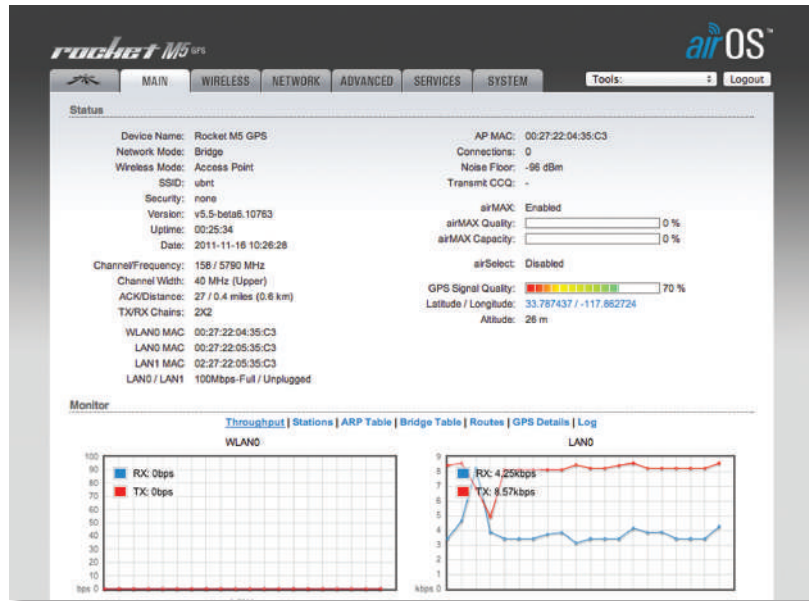 rocket M5 GPS
airOS™
MAIN WIRELESS NETWORK ADVANCED SERVICES SYSTEM Tools: Logout
Status
Device Name: Rocket M5 GPS
Network Mode: Bridge
Wireless Mode: Access Point
SSID: ubnt
Security: none
Version: v5.5-beta6.10763
Uptime: 00:25:34
Date: 2011-11-16 10:26:28
Channel/Frequency: 158 / 5790 MHz
Channel Width: 40 MHz (Upper)
ACK/Distance: 27 / 0.4 miles (0.6 km)
TX/RX Chains: 2X2
WLAN0 MAC 00:27:22:04:35:C3
LAN0 MAC 00:27:22:05:35:C3
LAN1 MAC 02:27:22:05:35:C3
LAN0 / LAN1 100Mbps-Full / Unplugged
AP MAC: 00:27:22:04:35:C3
Connections: 0
Noise Floor: -96 dBm
Transmit CCQ: -
airMAX: Enabled
airMAX Quality: 0 %
airMAX Capacity: 0 %
airSelect: Disabled
GPS Signal Quality: 70 %
Latitude / Longitude: 33.787437 / -117.862724
Altitude: 26 m
Monitor
Throughput | Stations | ARP Table | Bridge Table | Routes | GPS Details | Log
WLAN0
100
90
80
70
60
50
40
30
20
10
bps 0
RX: 0bps
TX: 0bps
LAN0
9
8
7
6
5
4
3
2
1
kbps 0
RX: 4.25kbps
TX: 8.57kbps